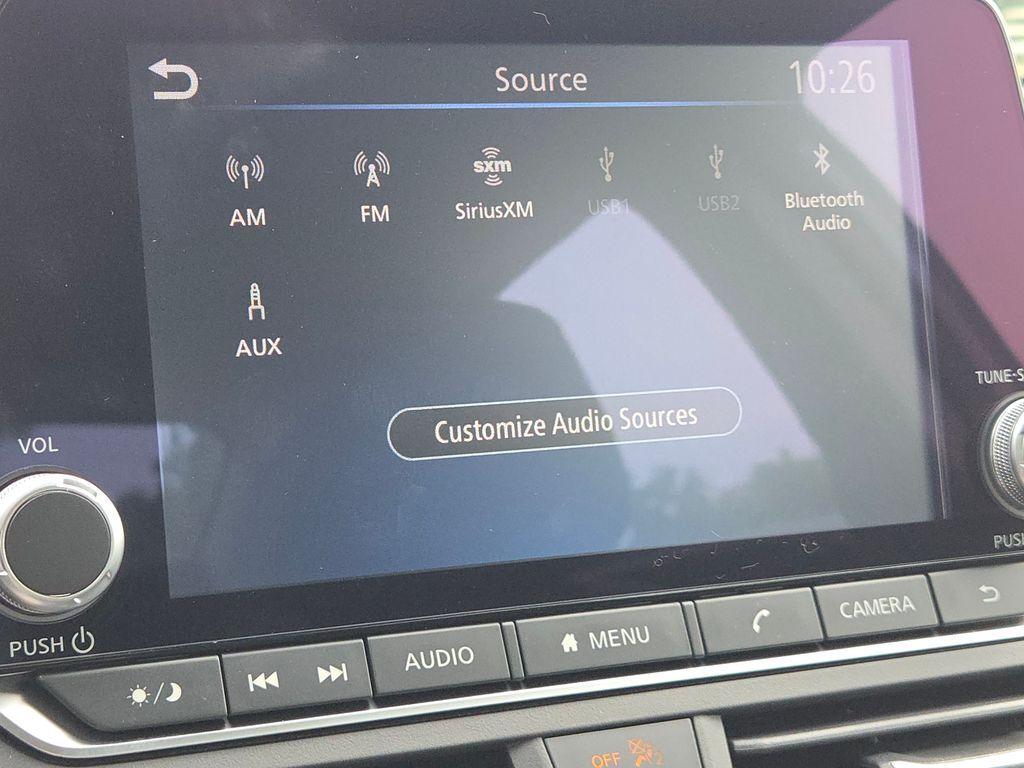 Source
10:26
AM
FM
sxm
SiriusXM
USB1
USB2
Bluetooth
Audio
AUX
Customize Audio Sources
VOL
TUNE-S
PUSH
PUSH
AUDIO
MENU
CAMERA
OFF
2